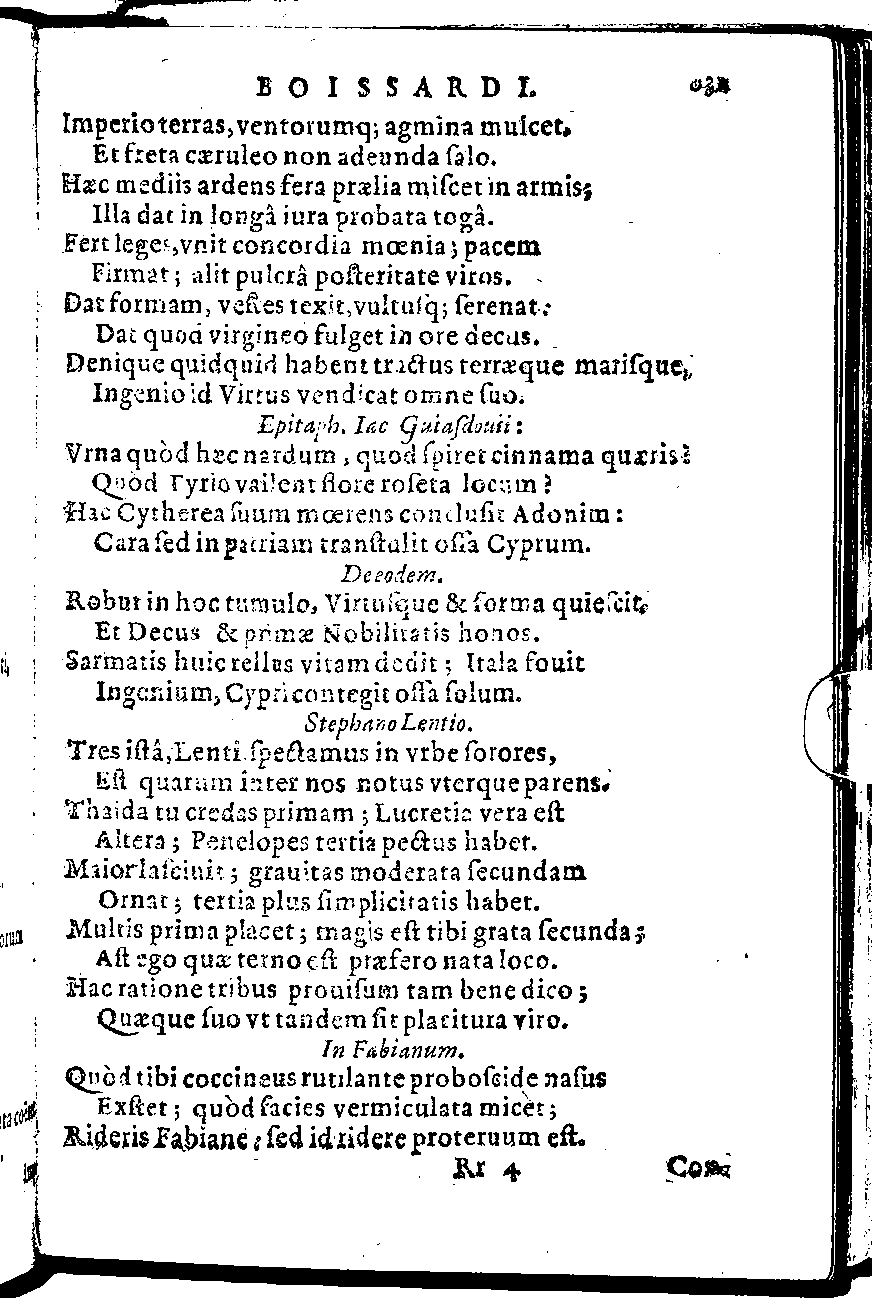 BOISSARDI.
Imperio terras, ventorumq; agmina mulcet.
Et freta cæruleo non adeunda ſalo.
Hæc mediis ardens fera prælia miſcet in armis;
Illa dat in longâ iura probata togâ.
Fert leges, vnit concordia mœnia; pacem
Firmat; alit pulcrâ poſteritate viros.
Dat formam, veſtes texit, vultuſq; ſerenat:
Dat quod virgineo fulget in ore decus.
Denique quidquid habent tractus terræque mariſque,
Ingenio id Virtus vendicat omne ſuo.
Epitaph. Iac Guiaſdouii:
Vrna quòd hæc nardum, quod ſpiret cinnama quæris?
Quòd Tyrio vallent flore roſeta locum?
Hac Cytherea ſuum mœrens concluſit Adonim:
Cara ſed in patriam tranſtulit oſſa Cyprum.
De eodem.
Robur in hoc tumulo, Virtuſque & forma quieſcit,
Et Decus & primæ Nobilitatis honos.
Sarmatis huic tellus vitam dedit; Itala fouit
Ingenium, Cypri contegit oſſa ſolum.
Stephano Lentio.
Tres iſtâ, Lenti ſpectamus in vrbe ſorores,
Eſt quarum inter nos notus vterque parens.
Thaida tu credas primam; Lucretia vera eſt
Altera; Penelopes tertia pectus habet.
Maior laſciuit; grauitas moderata ſecundam
Ornat; tertia plus ſimplicitatis habet.
Multis prima placet; magis eſt tibi grata ſecunda;
Aſt ego quæ terno eſt præfero nata loco.
Hac ratione tribus prouiſum tam bene dico;
Quæque ſuo vt tandem ſit placitura viro.
In Fabianum.
Quòd tibi coccineus rutilante proboſcide naſus
Exſtet; quòd facies vermiculata micet;
Rideris Fabiane: ſed id ridere proteruum eſt.
Rr 4 Con-